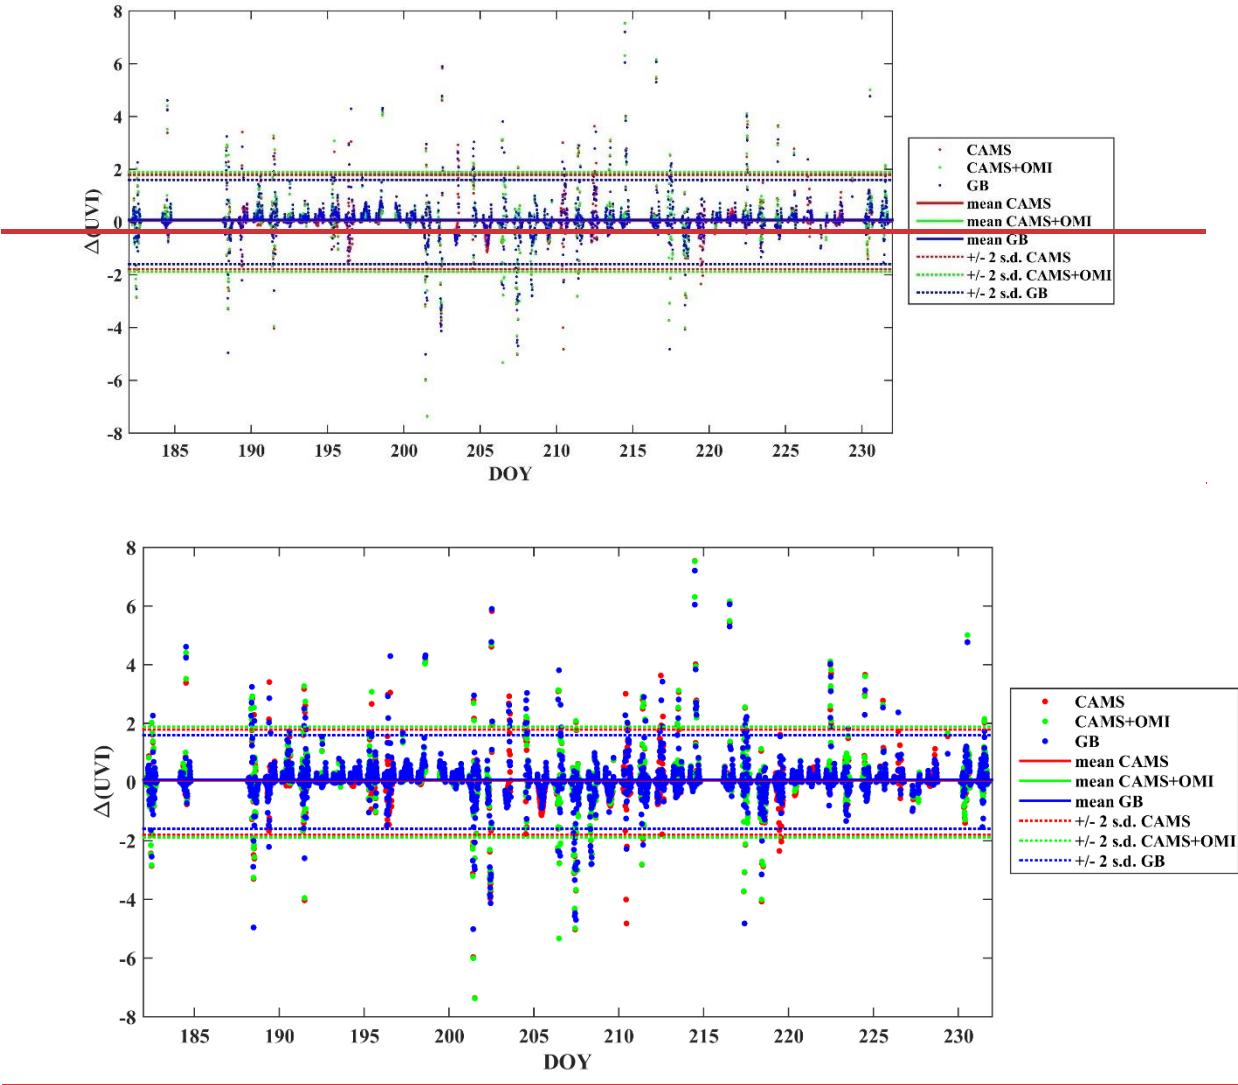 8
6
4
2
0
-2
-4
-6
-8
Δ(UVI)
185 190 195 200 205 210 215 220 225 230
DOY
CAMS
CAMS+OMI
GB
mean CAMS
mean CAMS+OMI
mean GB
+/- 2 s.d. CAMS
+/- 2 s.d. CAMS+OMI
+/- 2 s.d. GB
8
6
4
2
0
-2
-4
-6
-8
Δ(UVI)
185 190 195 200 205 210 215 220 225 230
DOY
CAMS
CAMS+OMI
GB
mean CAMS
mean CAMS+OMI
mean GB
+/- 2 s.d. CAMS
+/- 2 s.d. CAMS+OMI
+/- 2 s.d. GB